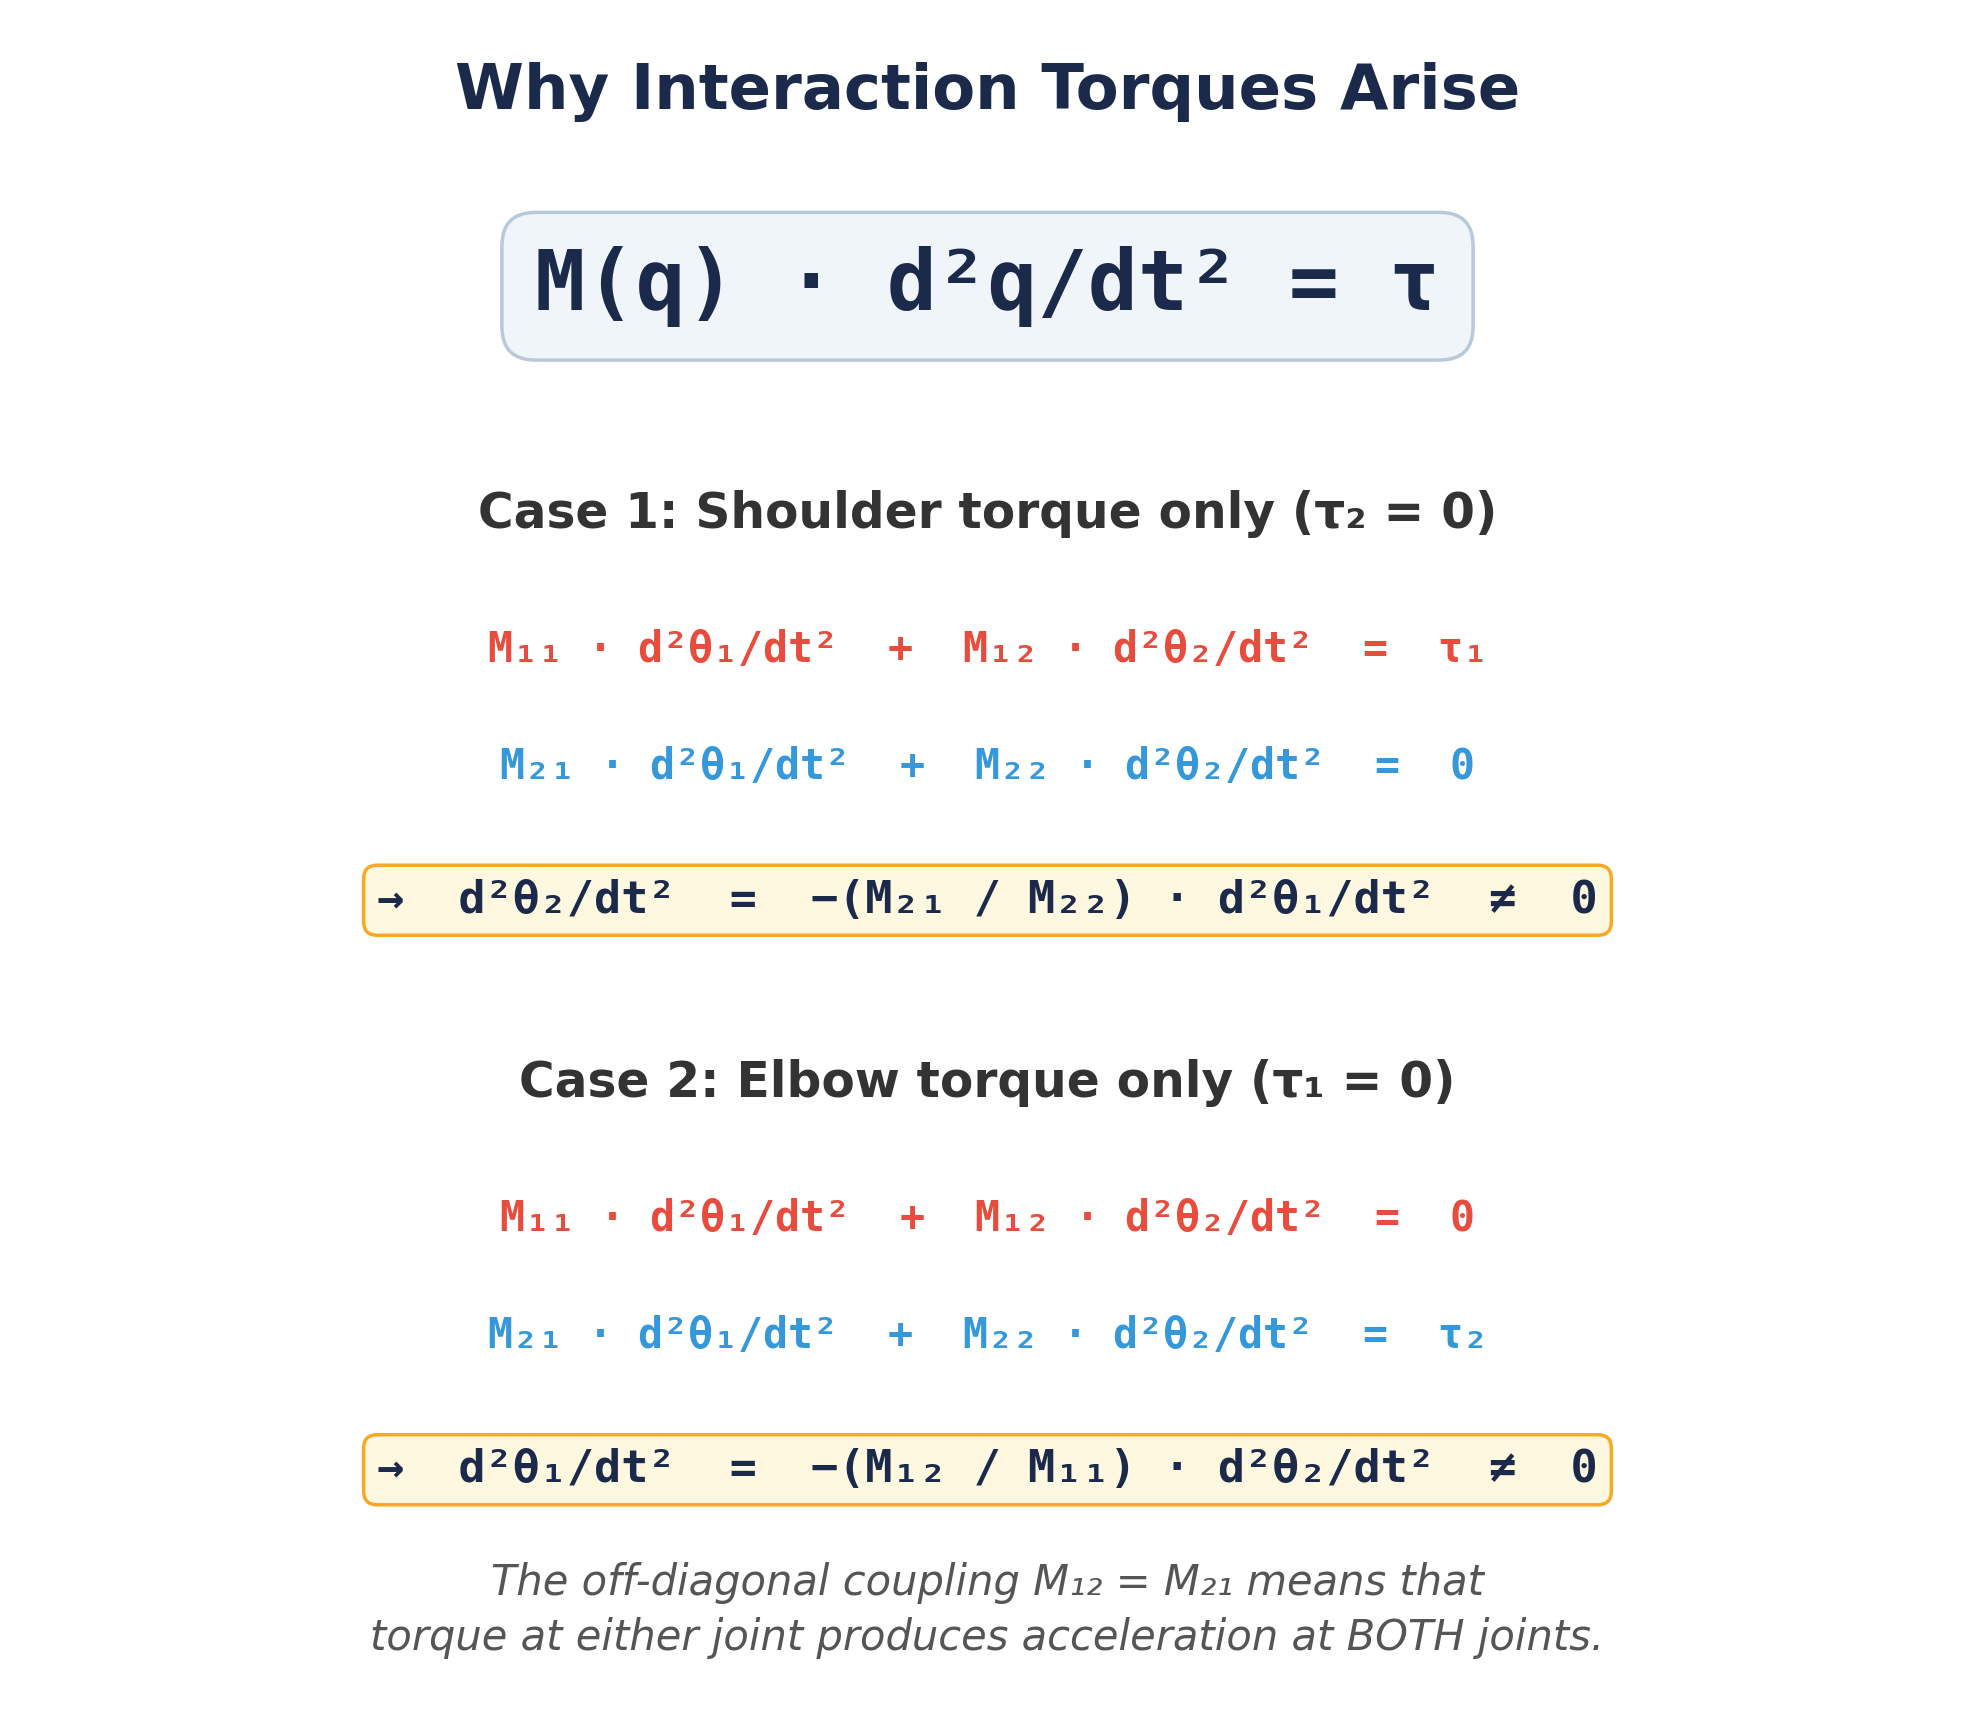 Why Interaction Torques Arise
M(q) · d²q/dt² = τ
Case 1: Shoulder torque only (τ₂ = 0)
M₁₁ · d²θ₁/dt² + M₁₂ · d²θ₂/dt² = τ₁
M₂₁ · d²θ₁/dt² + M₂₂ · d²θ₂/dt² = 0
→ d²θ₂/dt² = −(M₂₁ / M₂₂) · d²θ₁/dt² ≠ 0
Case 2: Elbow torque only (τ₁ = 0)
M₁₁ · d²θ₁/dt² + M₁₂ · d²θ₂/dt² = 0
M₂₁ · d²θ₁/dt² + M₂₂ · d²θ₂/dt² = τ₂
→ d²θ₁/dt² = −(M₁₂ / M₁₁) · d²θ₂/dt² ≠ 0
The off-diagonal coupling M₁₂ = M₂₁ means that
torque at either joint produces acceleration at BOTH joints.